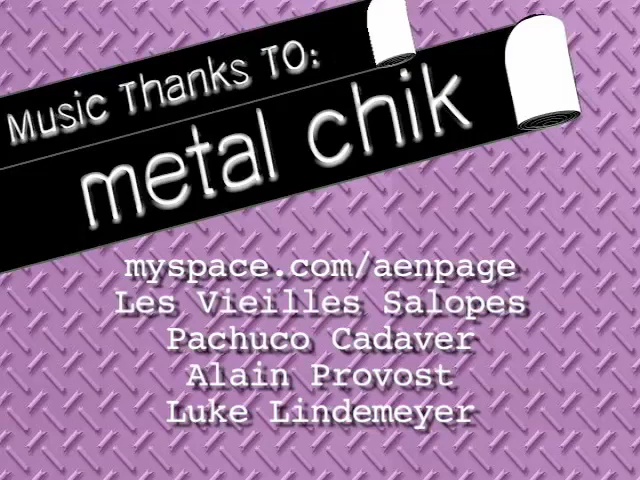 Music Thanks TO:
metal chik
myspace.com/aenpage
Les Vieilles Salopes
Pachuco Cadaver
Alain Provost
Luke Lindemeyer